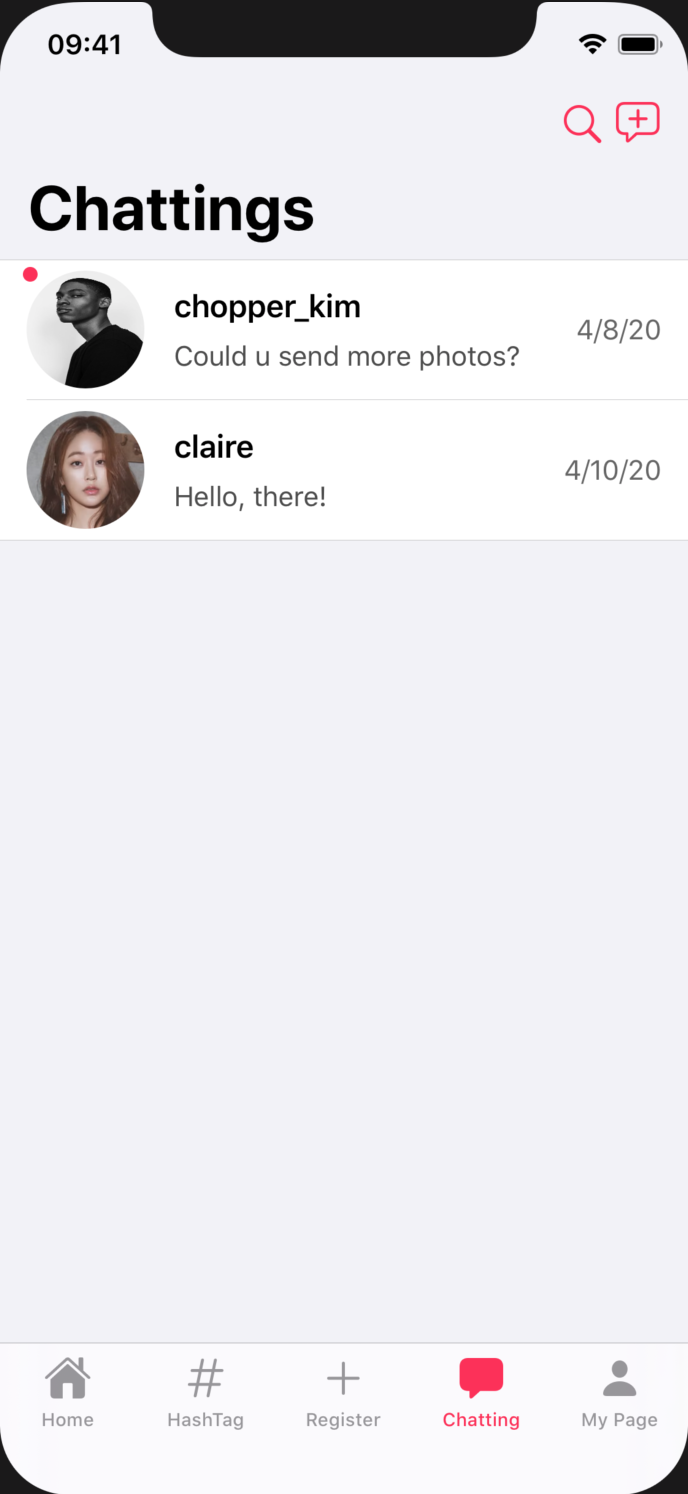 09:41
Chattings
chopper_kim
Could u send more photos?
4/8/20
claire
Hello, there!
4/10/20
Home
HashTag
Register
Chatting
My Page